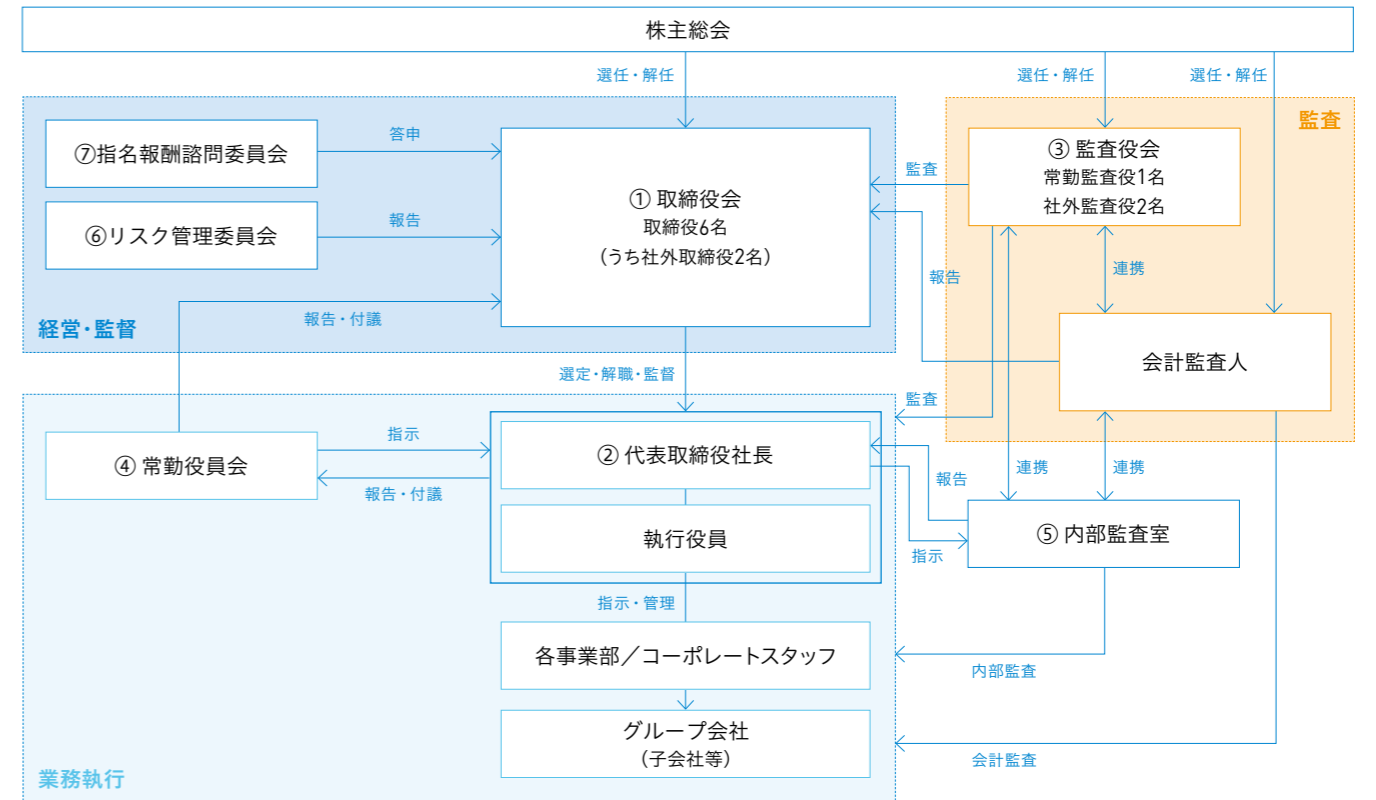 株主総会
選任・解任
選任・解任
選任・解任
監査
⑦指名報酬諮問委員会
答申
① 取締役会
取締役6名
（うち社外取締役2名）
監査
③ 監査役会
常勤監査役1名
社外監査役2名
⑥リスク管理委員会
報告
報告
連携
報告・付議
経営・監督
会計監査人
選定・解職・監督
監査
④ 常勤役員会
指示
報告・付議
② 代表取締役社長
執行役員
報告
指示
連携
連携
⑤ 内部監査室
指示・管理
各事業部／コーポレートスタッフ
内部監査
グループ会社
（子会社等）
会計監査
業務執行